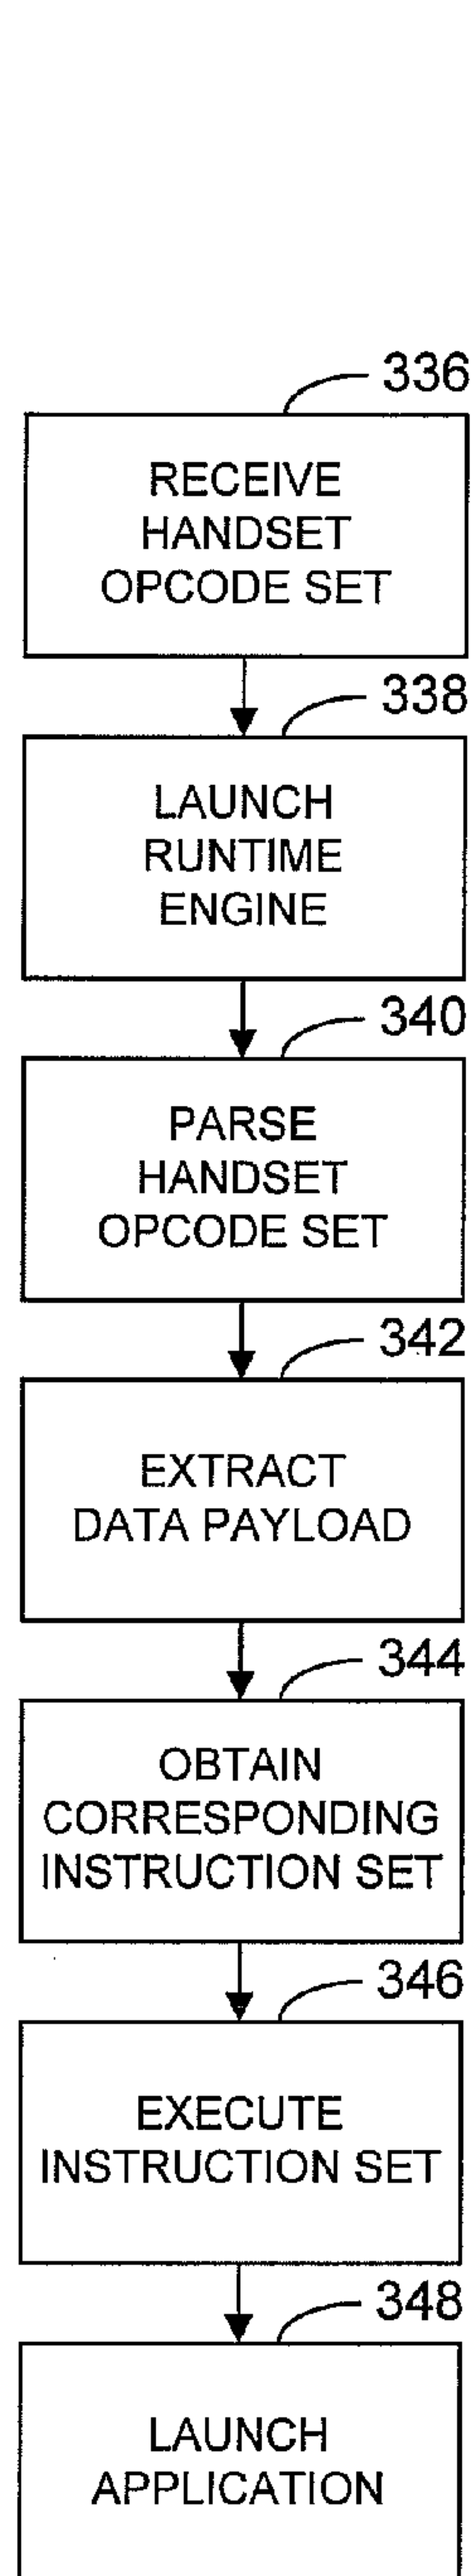 336
RECEIVE
HANDSET
OPCODE SET
338
LAUNCH
RUNTIME
ENGINE
340
PARSE
HANDSET
OPCODE SET
342
EXTRACT
DATA PAYLOAD
344
OBTAIN
CORRESPONDING
INSTRUCTION SET
346
EXECUTE
INSTRUCTION SET
348
LAUNCH
APPLICATION